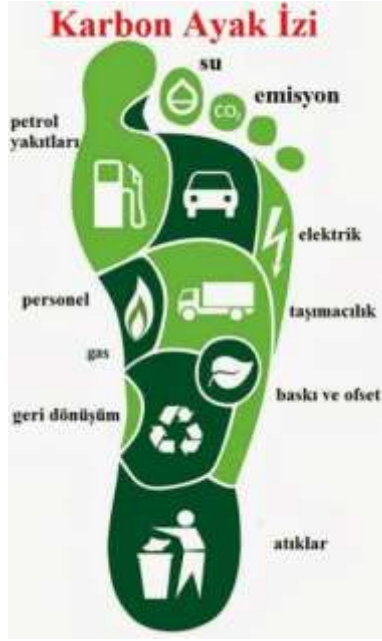 Karbon Ayak İzi
su
emisyon
CO₂
petrol
yakıtları
elektrik
personel
taşımacılık
gas
baskı ve ofset
geri dönüşüm
atıklar